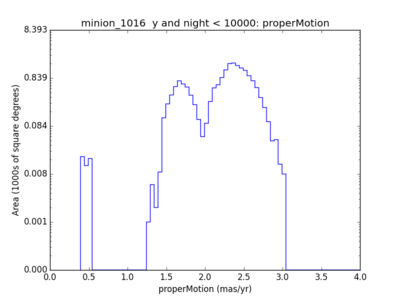 minion_1016 y and night < 10000: properMotion
8.393
0.839
0.084
0.008
0.001
0.000
Area (1000s of square degrees)
0.0 0.5 1.0 1.5 2.0 2.5 3.0 3.5 4.0
properMotion (mas/yr)